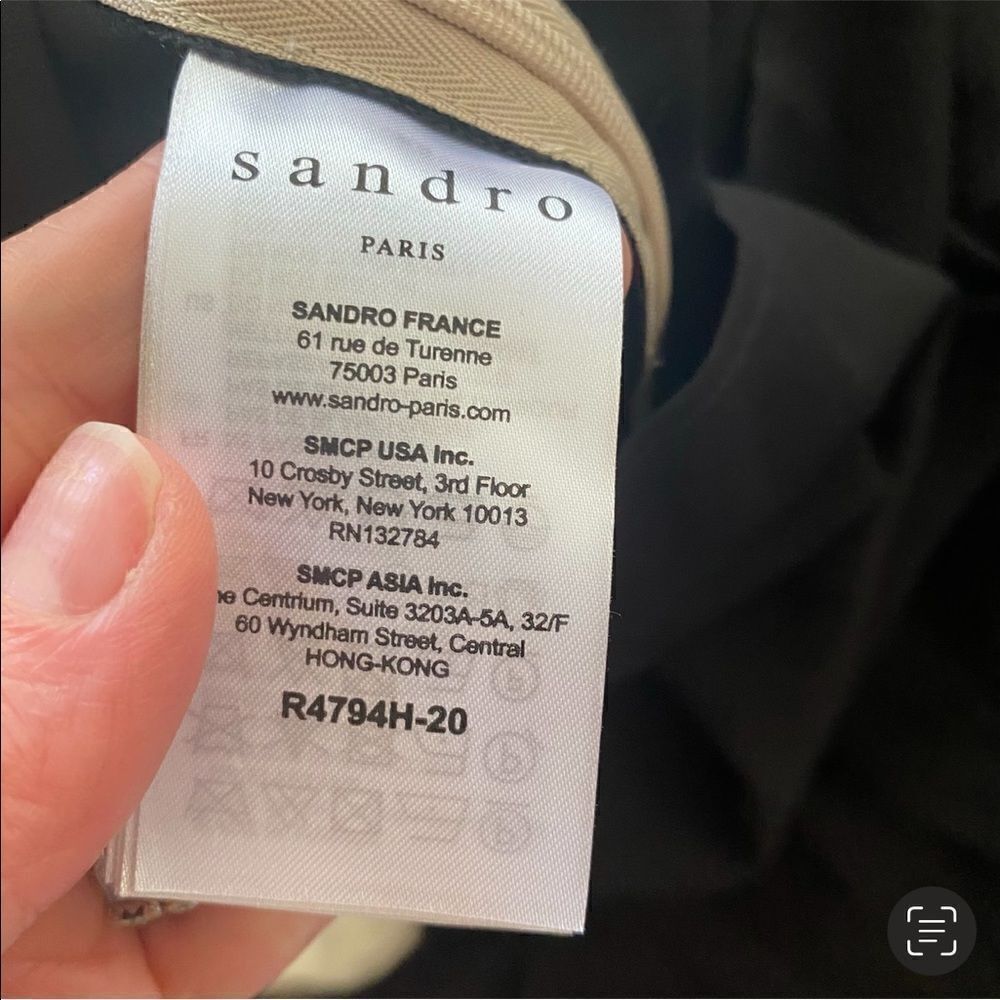 sandro
PARIS
SANDRO FRANCE
61 rue de Turenne
75003 Paris
www.sandro-paris.com
SMCP USA Inc.
10 Crosby Street, 3rd Floor
New York, New York 10013
RN132784
SMCP ASIA Inc.
Centrium, Suite 3203A-5A, 32/F
60 Wyndham Street, Central
HONG-KONG
R4794H-20